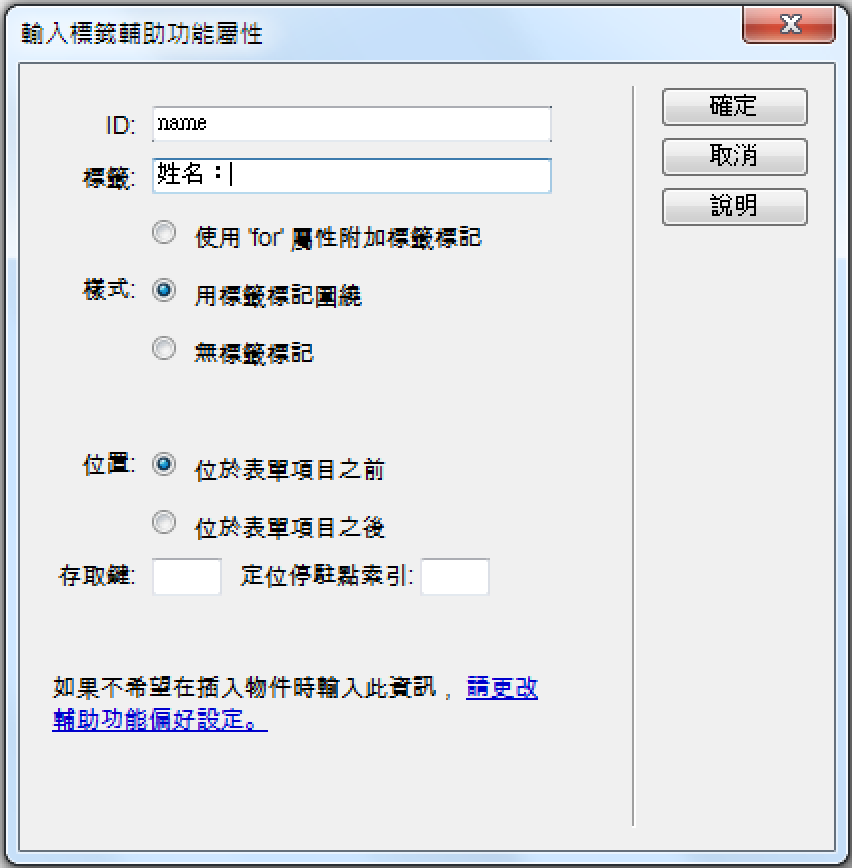 輸入標籤輔助功能屬性
確定
ID: name
取消
標籤: 姓名：
說明
使用 'for' 屬性附加標籤標記
樣式: 用標籤標記圍繞
無標籤標記
位置: 位於表單項目之前
位於表單項目之後
存取鍵: 定位停駐點索引:
如果不希望在插入物件時輸入此資訊，請更改
輔助功能偏好設定。